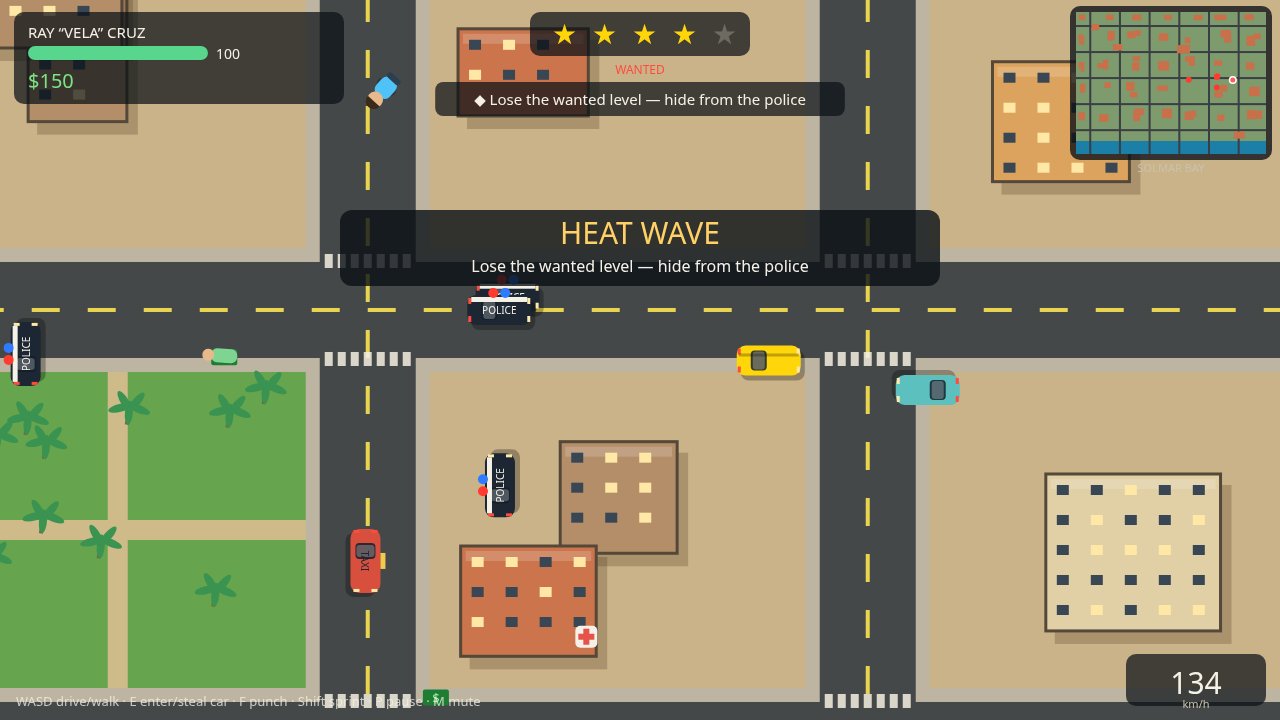 RAY “VELA” CRUZ
100
$150
WANTED
◆ Lose the wanted level — hide from the police
SOLMAR BAY
HEAT WAVE
Lose the wanted level — hide from the police
POLICE
POLICE
POLICE
POLICE
TAXI
$
WASD drive/walk · E enter/steal car · F punch · Shift sprint · P pause · M mute
134
km/h